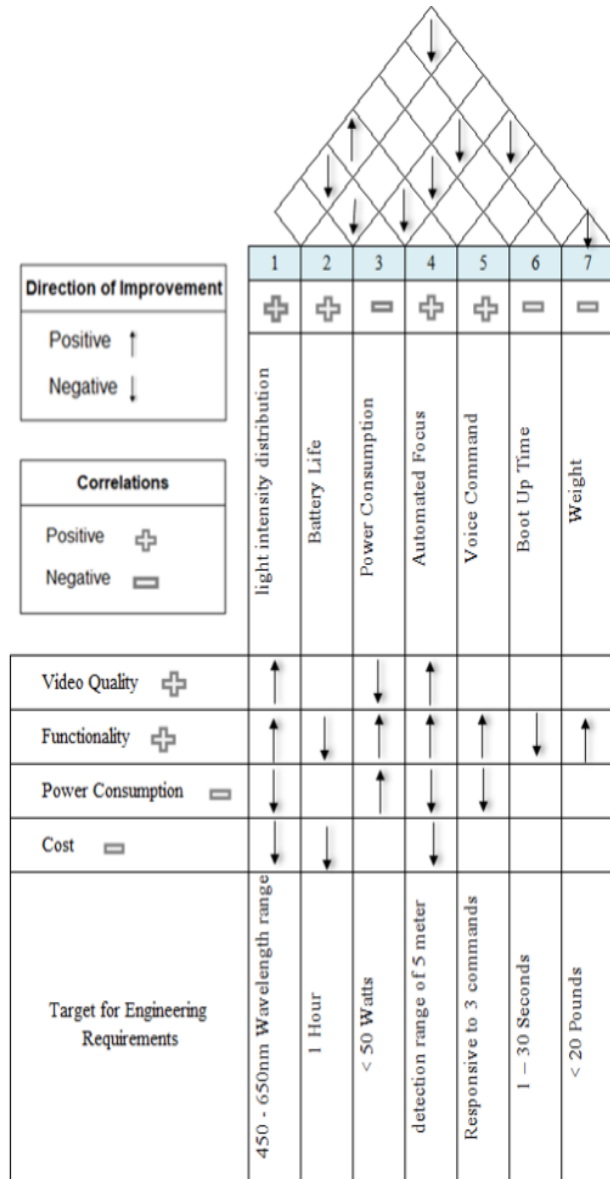 1 2 3 4 5 6 7
Direction of Improvement
Positive ↑
Negative ↓
Correlations
Positive
Negative
light intensity distribution
Battery Life
Power Consumption
Automated Focus
Voice Command
Boot Up Time
Weight
Video Quality
Functionality
Power Consumption
Cost
Target for Engineering
Requirements
450 - 650nm Wavelength range
1 Hour
< 50 Watts
detection range of 5 meter
Responsive to 3 commands
1 – 30 Seconds
< 20 Pounds